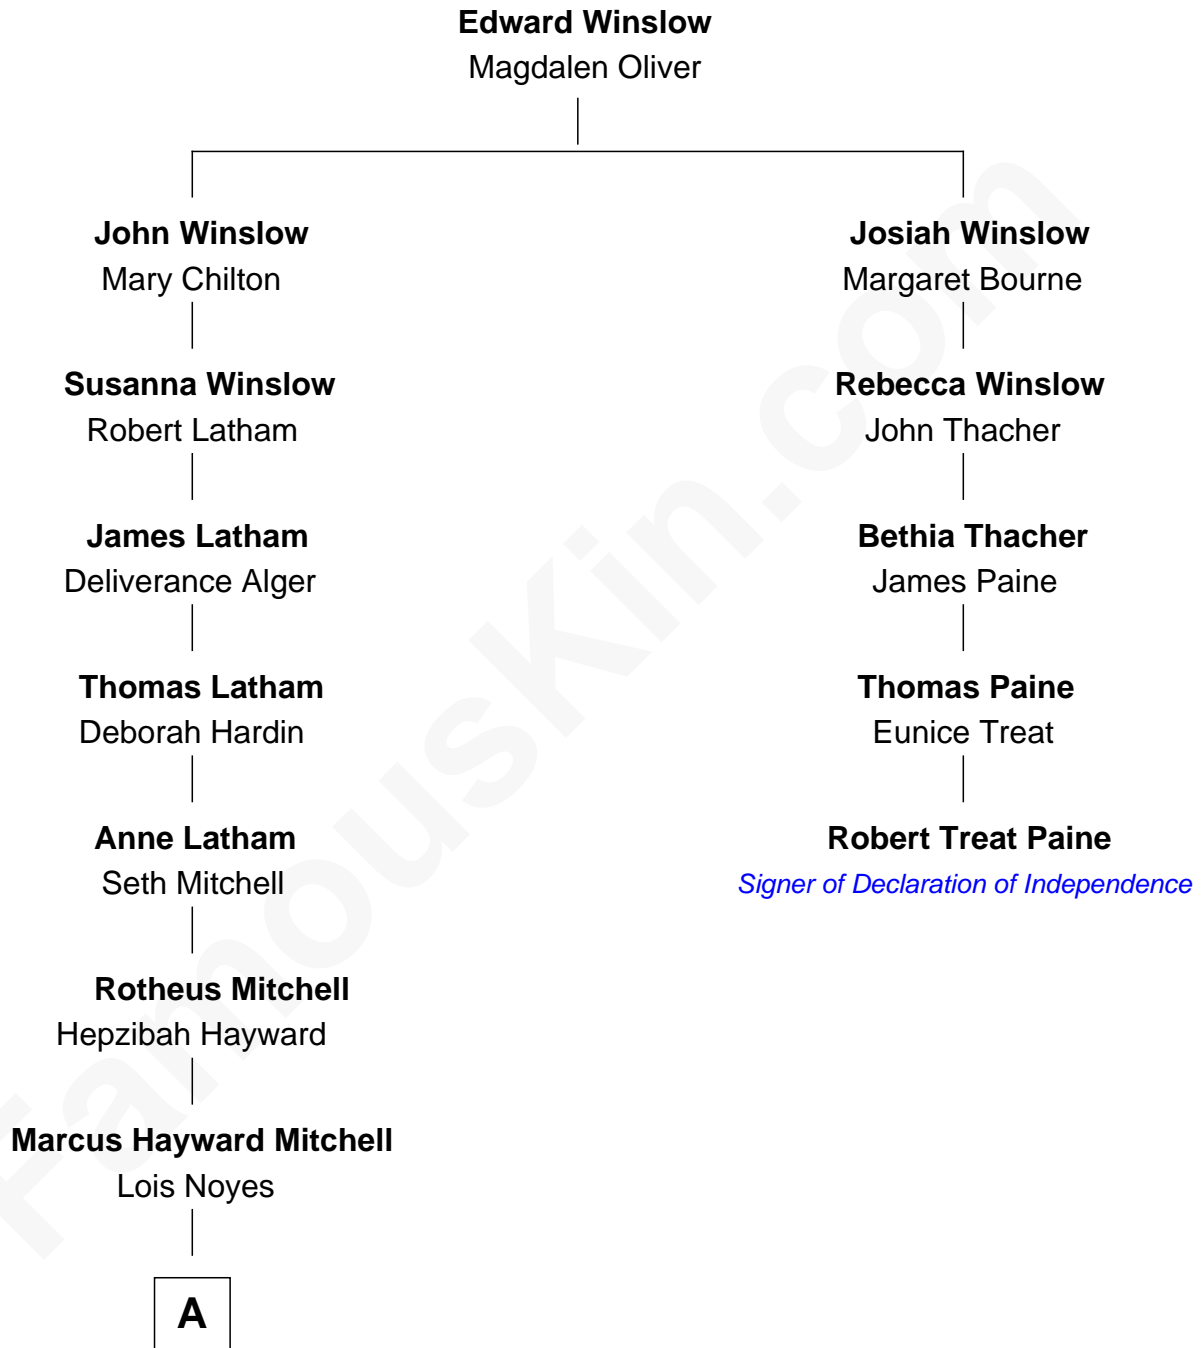 Edward Winslow
Magdalen Oliver
John Winslow
Mary Chilton
Susanna Winslow
Robert Latham
James Latham
Deliverance Alger
Thomas Latham
Deborah Hardin
Anne Latham
Seth Mitchell
Rotheus Mitchell
Hepzibah Hayward
Marcus Hayward Mitchell
Lois Noyes
A
Josiah Winslow
Margaret Bourne
Rebecca Winslow
John Thacher
Bethia Thacher
James Paine
Thomas Paine
Eunice Treat
Robert Treat Paine
Signer of Declaration of Independence
FamousKin.com